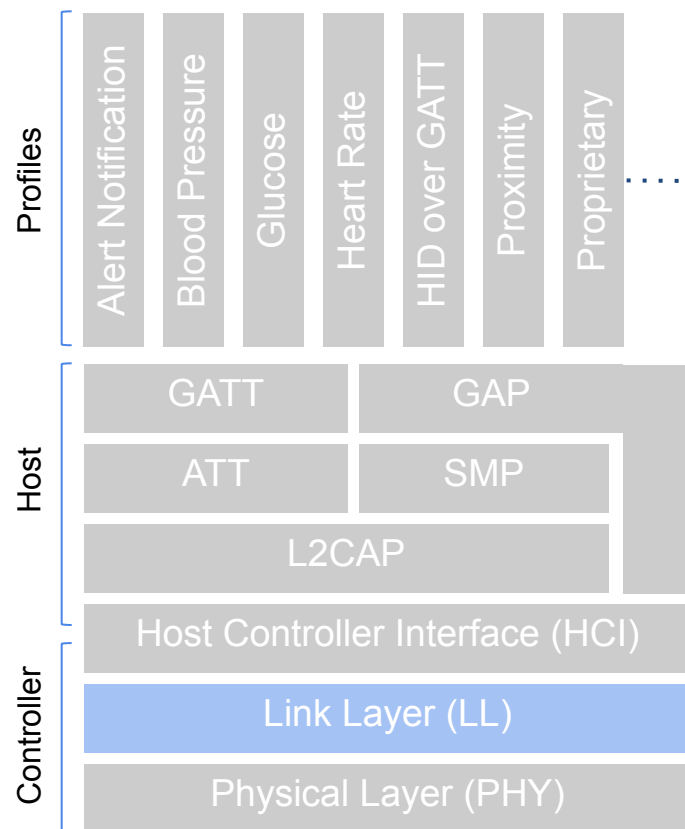 Profiles
Alert Notification
Blood Pressure
Glucose
Heart Rate
HID over GATT
Proximity
Proprietary
.....
Host
GATT
GAP
ATT
SMP
L2CAP
Host Controller Interface (HCI)
Controller
Link Layer (LL)
Physical Layer (PHY)